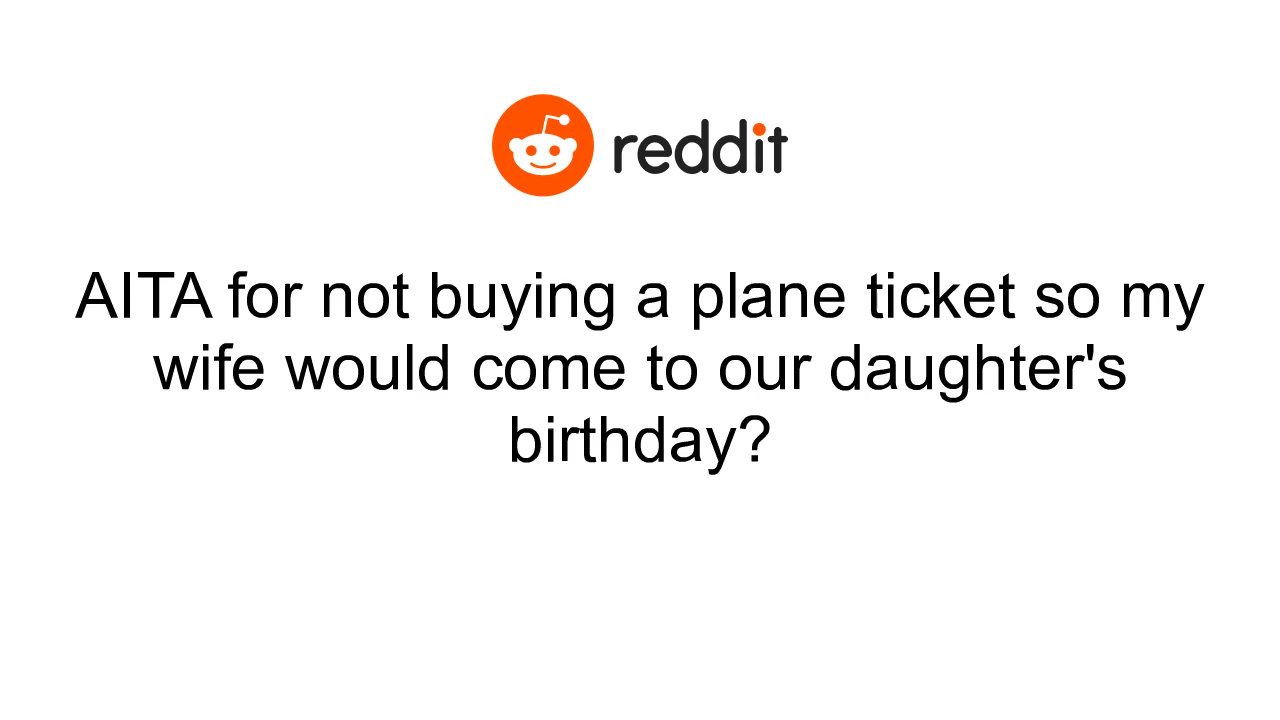 reddit
AITA for not buying a plane ticket so my
wife would come to our daughter's
birthday?